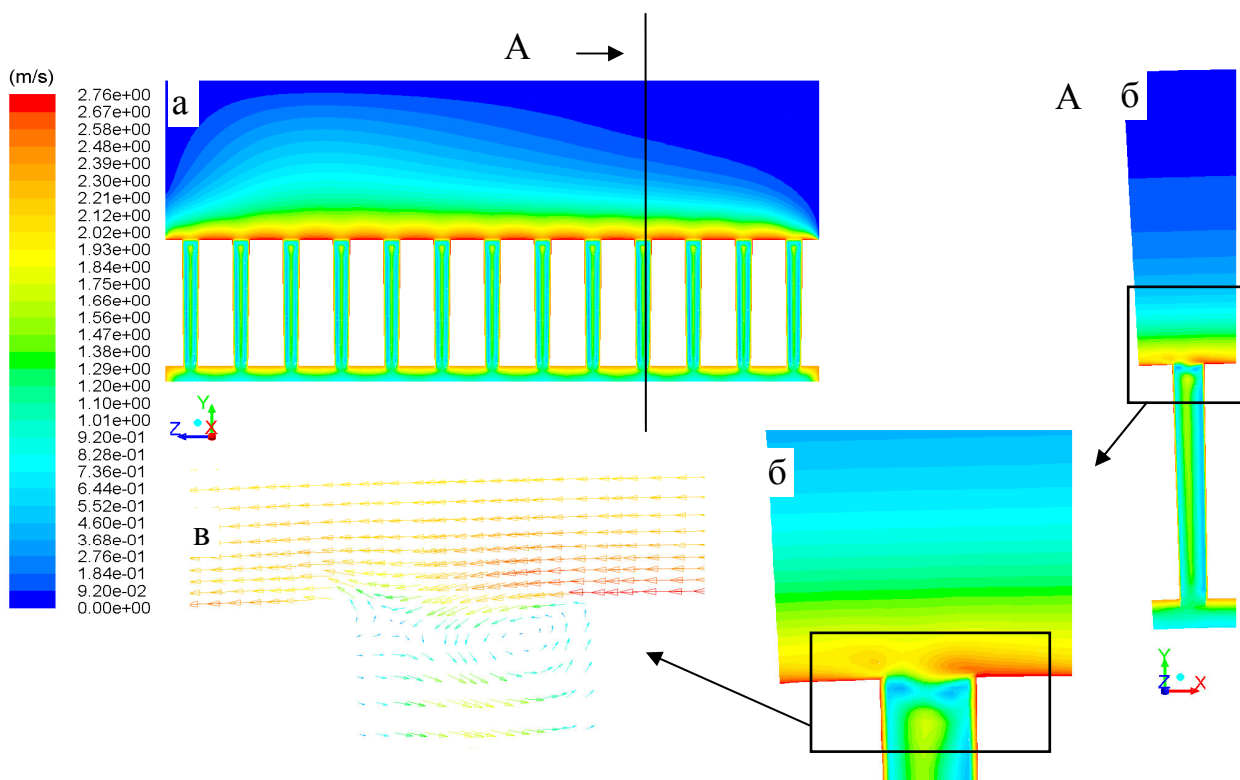 А
(m/s)
2.76e+00
2.67e+00
2.58e+00
2.48e+00
2.39e+00
2.30e+00
2.21e+00
2.12e+00
2.02e+00
1.93e+00
1.84e+00
1.75e+00
1.66e+00
1.56e+00
1.47e+00
1.38e+00
1.29e+00
1.20e+00
1.10e+00
1.01e+00
9.20e-01
8.28e-01
7.36e-01
6.44e-01
5.52e-01
4.60e-01
3.68e-01
2.76e-01
1.84e-01
9.20e-02
0.00e+00
а
А
б
Y
Z
X
б
в
Y
Z
X